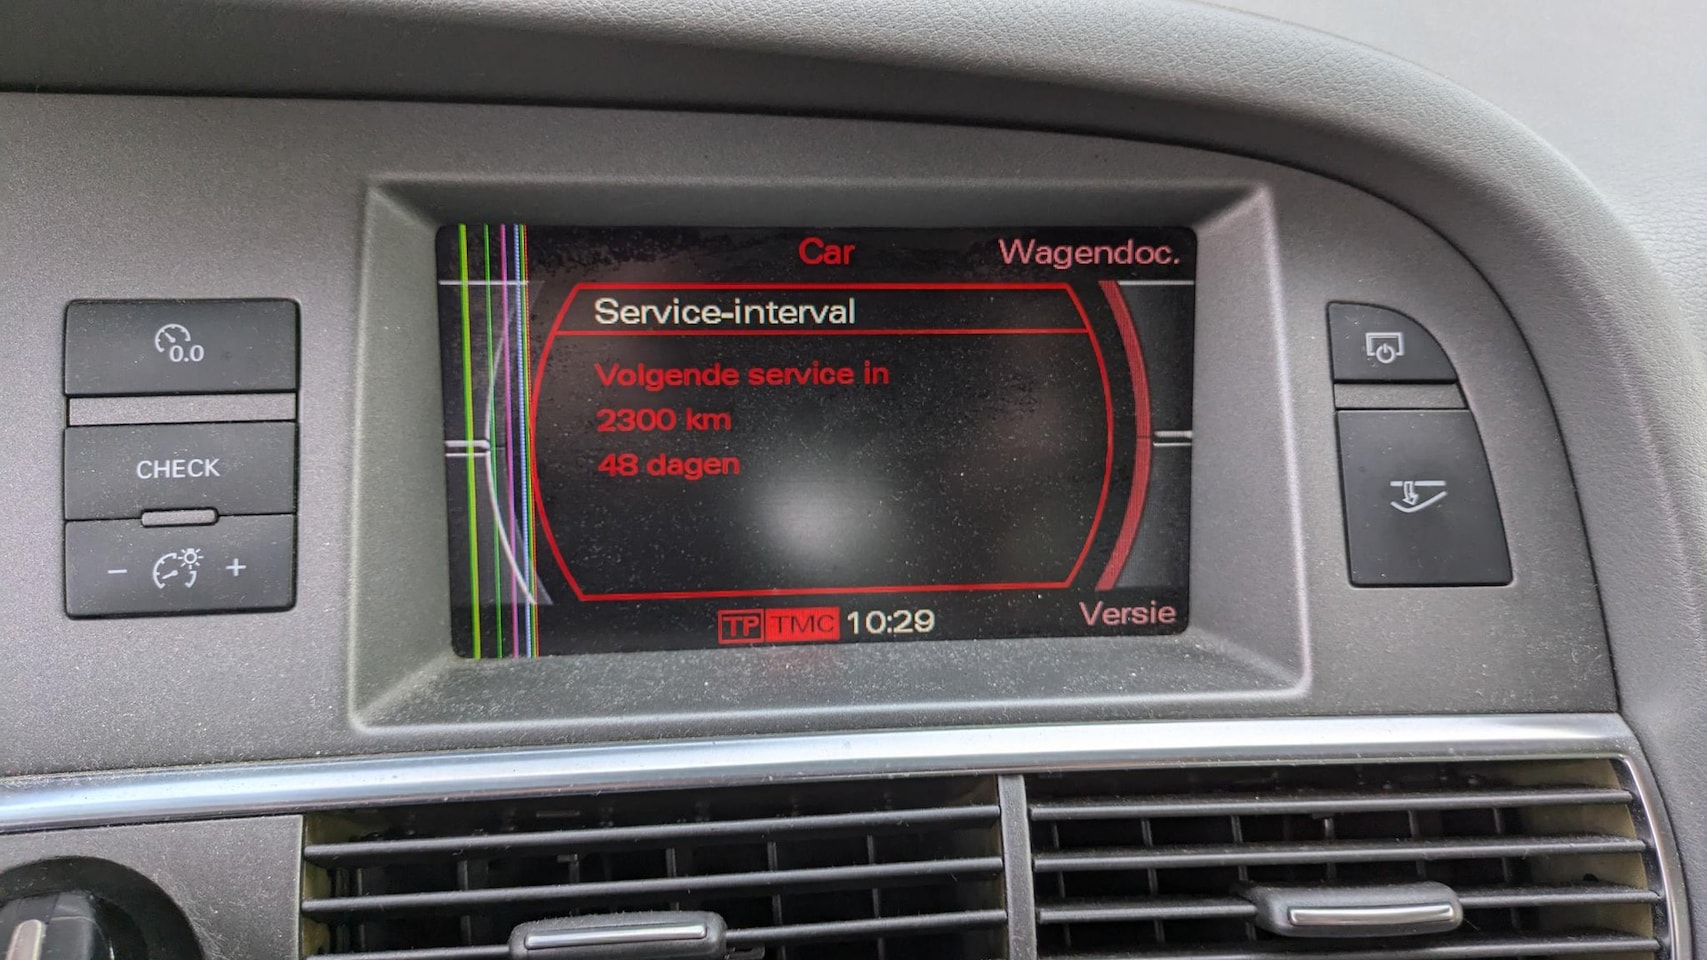 Car
Wagendoc.
Service-interval
Volgende service in
2300 km
48 dagen
TP TMC 10:29
Versie
0.0
CHECK
- +